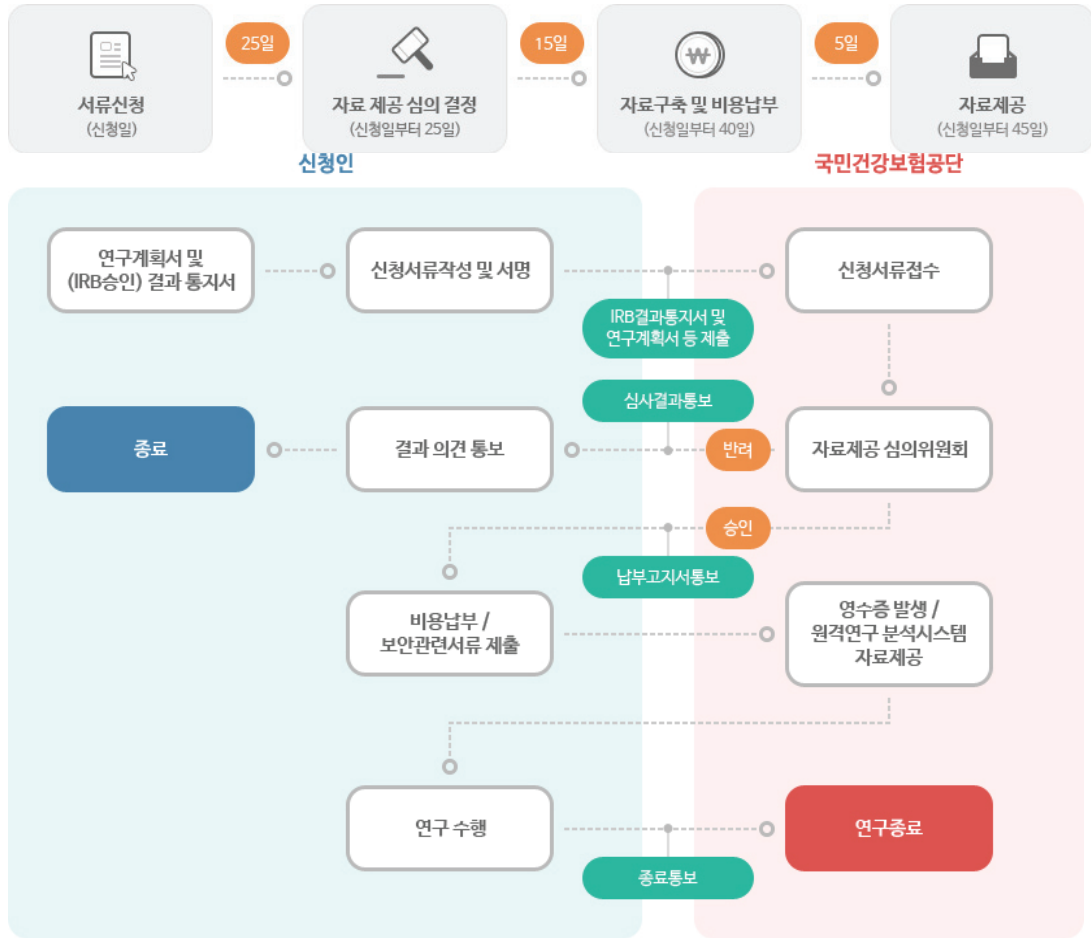 25일
15일
5일
서류신청
(신청일)
자료 제공 심의 결정
(신청일부터 25일)
자료구축 및 비용납부
(신청일부터 40일)
자료제공
(신청일부터 45일)
신청인
국민건강보험공단
연구계획서 및
(IRB승인) 결과 통지서
신청서류작성 및 서명
신청서류접수
IRB결과통지서 및
연구계획서 등 제출
심사결과통보
종료
결과 의견 통보
반려
자료제공 심의위원회
승인
납부고지서통보
비용납부 /
보안관련서류 제출
영수증 발생 /
원격연구 분석시스템
자료제공
연구 수행
연구종료
종료통보